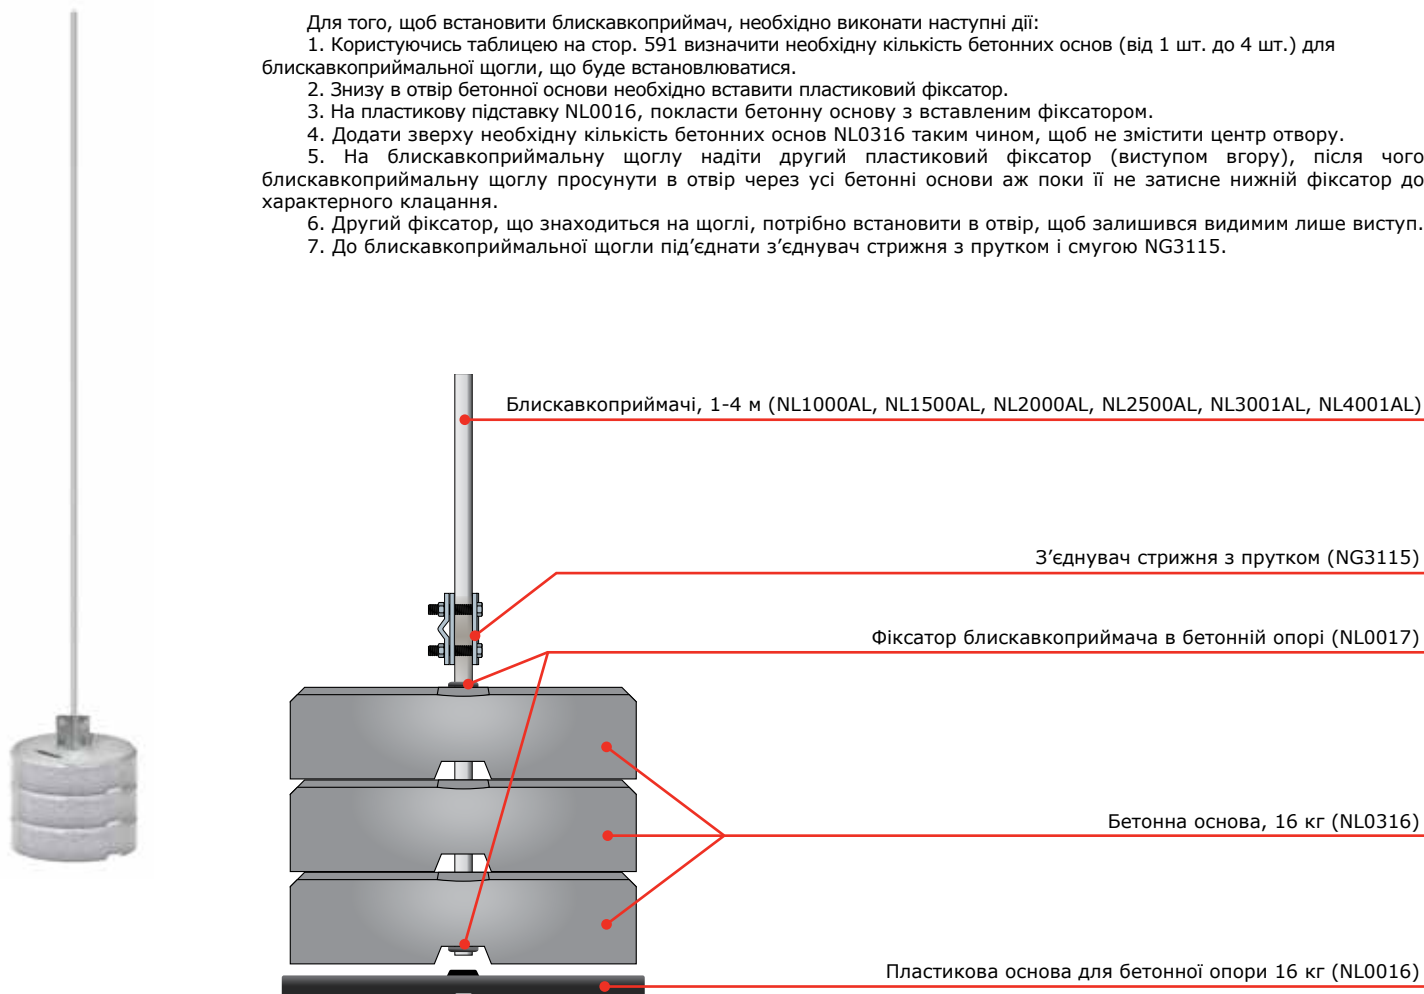 Для того, щоб встановити блискавкоприймач, необхідно виконати наступні дії:
1. Користуючись таблицею на стор. 591 визначити необхідну кількість бетонних основ (від 1 шт. до 4 шт.) для
блискавкоприймальної щогли, що буде встановлюватися.
2. Знизу в отвір бетонної основи необхідно вставити пластиковий фіксатор.
3. На пластикову підставку NL0016, покласти бетонну основу з вставленим фіксатором.
4. Додати зверху необхідну кількість бетонних основ NL0316 таким чином, щоб не змістити центр отвору.
5. На блискавкоприймальну щоглу надіти другий пластиковий фіксатор (виступом вгору), після чого
блискавкоприймальну щоглу просунути в отвір через усі бетонні основи аж поки її не затисне нижній фіксатор до
характерного клацання.
6. Другий фіксатор, що знаходиться на щоглі, потрібно встановити в отвір, щоб залишився видимим лише виступ.
7. До блискавкоприймальної щогли під’єднати з’єднувач стрижня з прутком і смугою NG3115.
Блискавкоприймачі, 1-4 м (NL1000AL, NL1500AL, NL2000AL, NL2500AL, NL3001AL, NL4001AL)
З’єднувач стрижня з прутком (NG3115)
Фіксатор блискавкоприймача в бетонній опорі (NL0017)
Бетонна основа, 16 кг (NL0316)
Пластикова основа для бетонної опори 16 кг (NL0016)